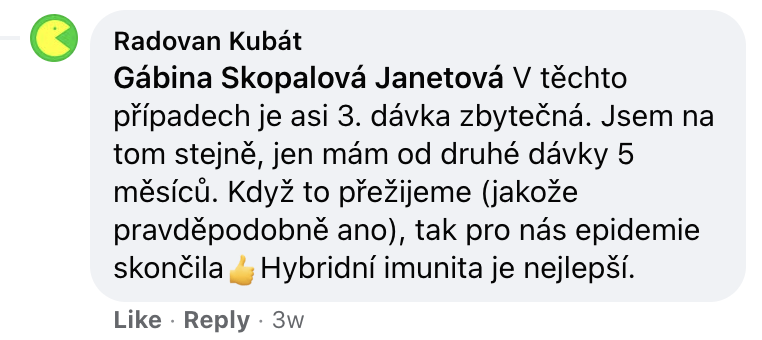 Radovan Kubát
Gábina Skopalová Janetová V těchto
případech je asi 3. dávka zbytečná. Jsem na
tom stejně, jen mám od druhé dávky 5
měsíců. Když to přežijeme (jakože
pravděpodobně ano), tak pro nás epidemie
skončila👍Hybridní imunita je nejlepší.
Like · Reply · 3w